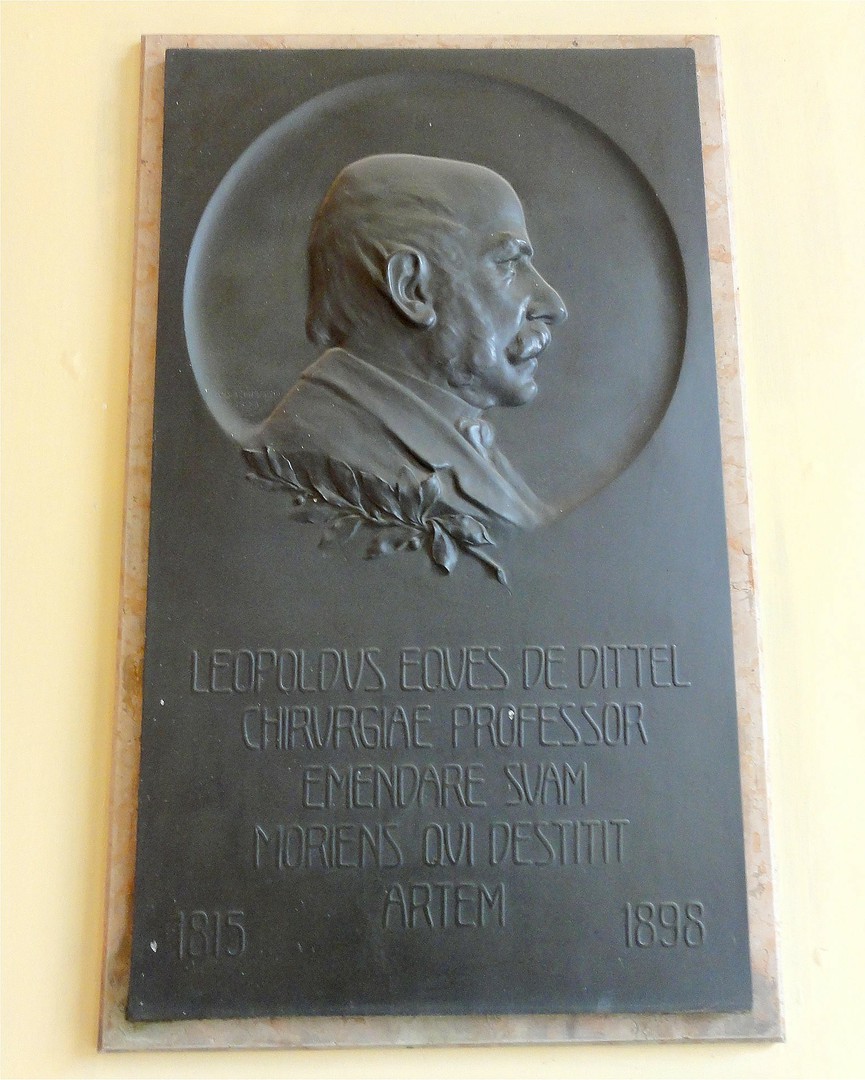 LEOPOLDVS EQVES DE DITTEL
CHIRVRGIAE PROFESSOR
EMENDARE SVAM
MORIENS QVI DESTITIT
ARTEM
1815 1898